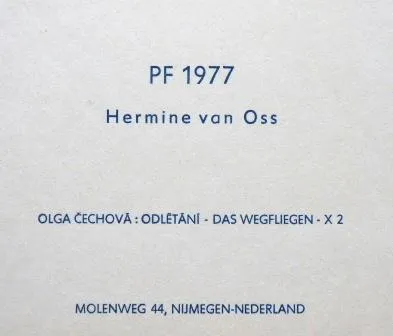 PF 1977
Hermine van Oss
OLGA ČECHOVÁ : ODLÉTÁNÍ - DAS WEGFLIEGEN - X 2
MOLENWEG 44, NIJMEGEN-NEDERLAND